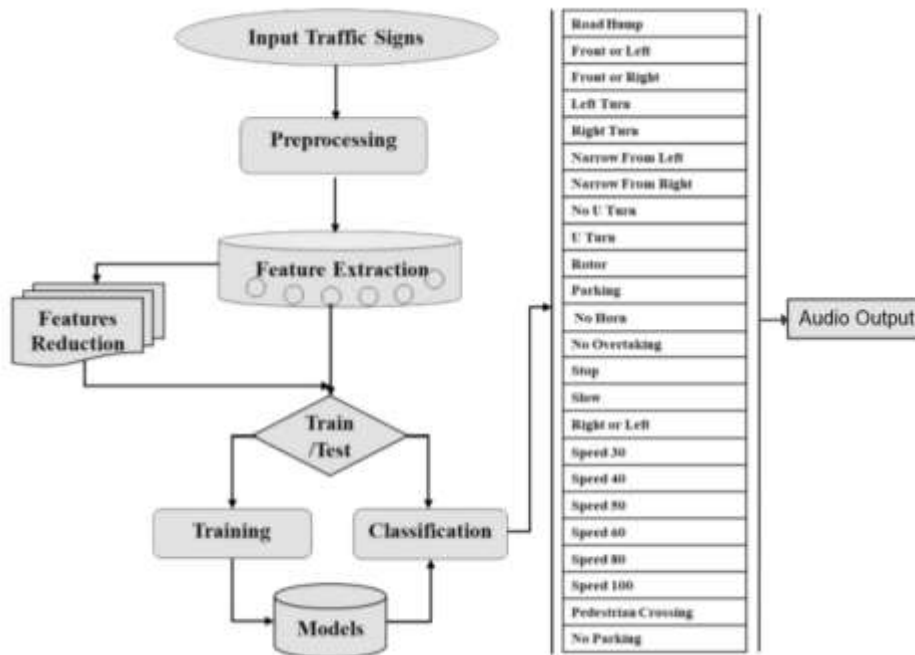 Input Traffic Signs
Preprocessing
Feature Extraction
Features
Reduction
Train
/Test
Training
Classification
Models
Road Hump
Front or Left
Front or Right
Left Turn
Right Turn
Narrow From Left
Narrow From Right
No U Turn
U Turn
Rotor
Parking
No Horn
No Overtaking
Stop
Slow
Right or Left
Speed 30
Speed 40
Speed 50
Speed 60
Speed 80
Speed 100
Pedestrian Crossing
No Parking
Audio Output